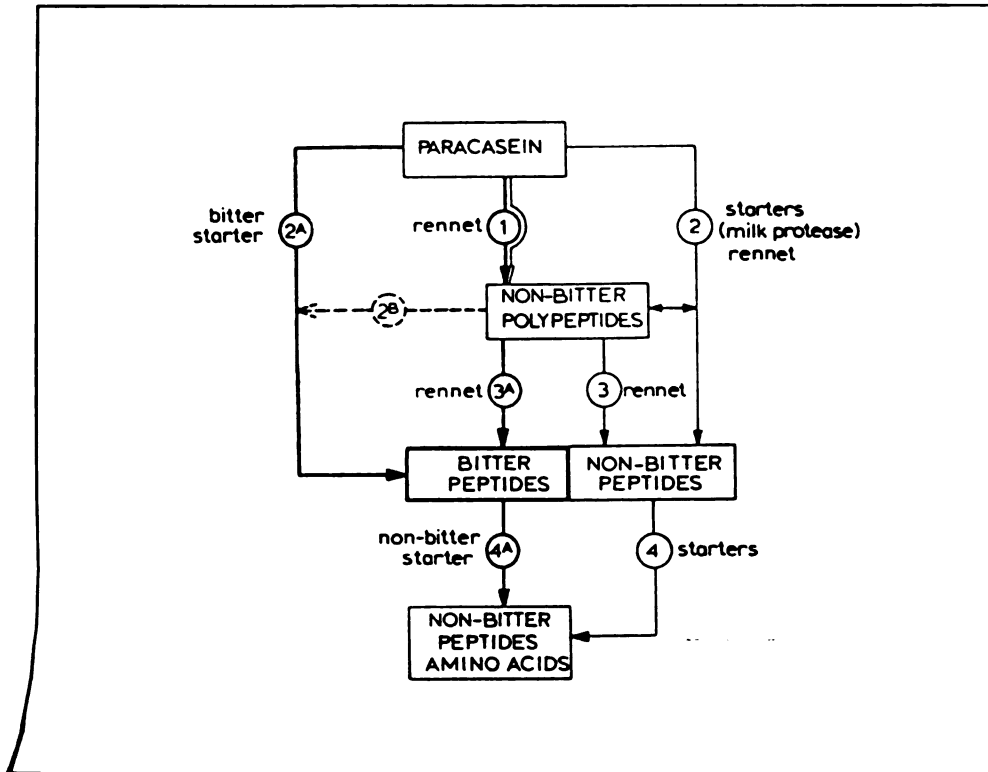 PARACASEIN
bitter
starter
2A
rennet 1
2
starters
(milk protease)
rennet
2B
NON-BITTER
POLYPEPTIDES
rennet 3A
3 rennet
BITTER
PEPTIDES
NON-BITTER
PEPTIDES
non-bitter
starter
4A
4 starters
NON-BITTER
PEPTIDES
AMINO ACIDS